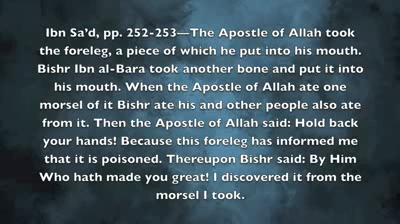 Ibn Sa’d, pp. 252-253—The Apostle of Allah took
the foreleg, a piece of which he put into his mouth.
Bishr Ibn al-Bara took another bone and put it into
his mouth. When the Apostle of Allah ate one
morsel of it Bishr ate his and other people also ate
from it. Then the Apostle of Allah said: Hold back
your hands! Because this foreleg has informed me
that it is poisoned. Thereupon Bishr said: By Him
Who hath made you great! I discovered it from the
morsel I took.